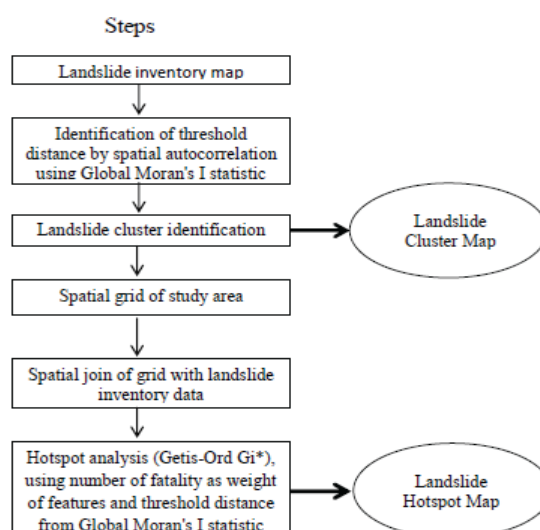 Steps
Landslide inventory map
Identification of threshold
distance by spatial autocorrelation
using Global Moran's I statistic
Landslide cluster identification
Landslide
Cluster Map
Spatial grid of study area
Spatial join of grid with landslide
inventory data
Hotspot analysis (Getis-Ord Gi*),
using number of fatality as weight
of features and threshold distance
from Global Moran's I statistic
Landslide
Hotspot Map